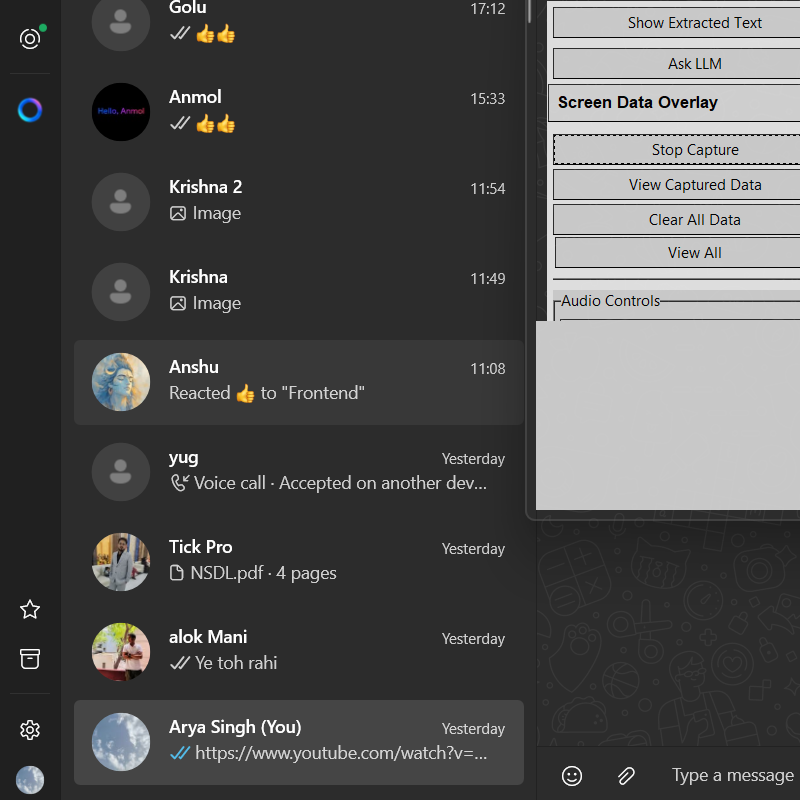 Golu
17:12
👍👍
Hello, Anmol
Anmol
15:33
👍👍
Krishna 2
11:54
Image
Krishna
11:49
Image
Anshu
11:08
Reacted 👍 to "Frontend"
yug
Yesterday
Voice call · Accepted on another dev...
Tick Pro
Yesterday
NSDL.pdf · 4 pages
alok Mani
Yesterday
Ye toh rahi
Arya Singh (You)
Yesterday
https://www.youtube.com/watch?v=...
Show Extracted Text
Ask LLM
Screen Data Overlay
Stop Capture
View Captured Data
Clear All Data
View All
Audio Controls
Type a message